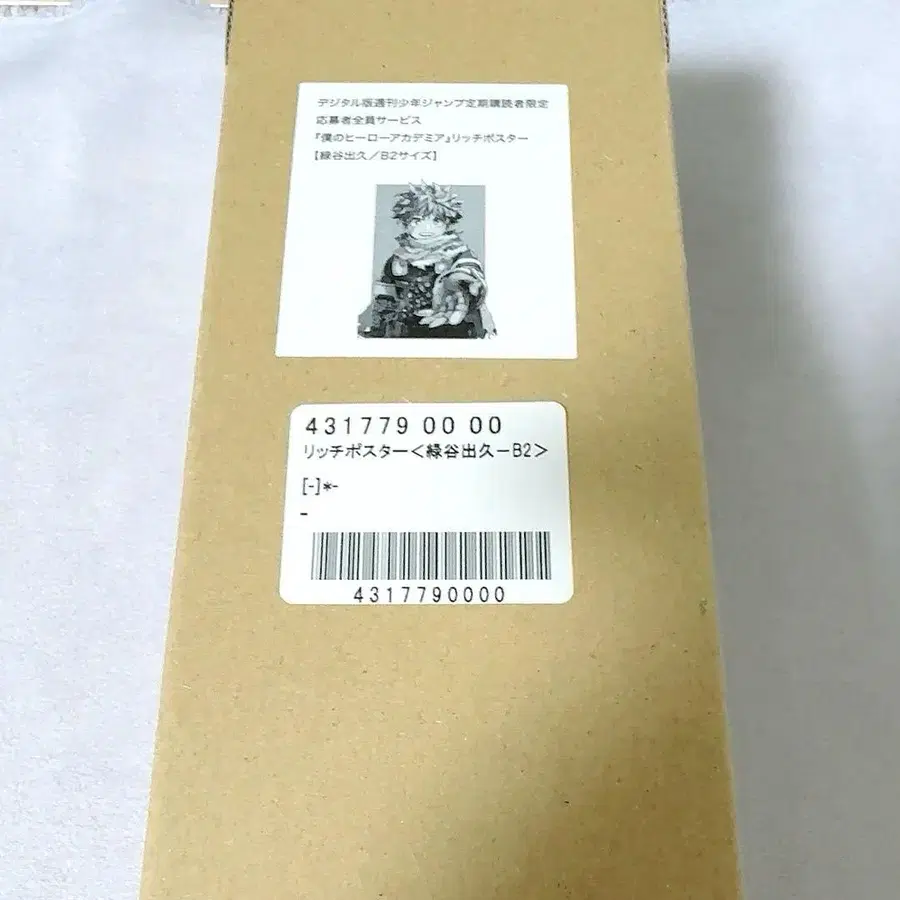 デジタル版週刊少年ジャンプ定期購読者限定
応募者全員サービス
『僕のヒーローアカデミア』リッチポスター
【緑谷出久／B2サイズ】
431779 00 00
リッチポスター＜緑谷出久－B2＞
[-]*-
-
4317790000